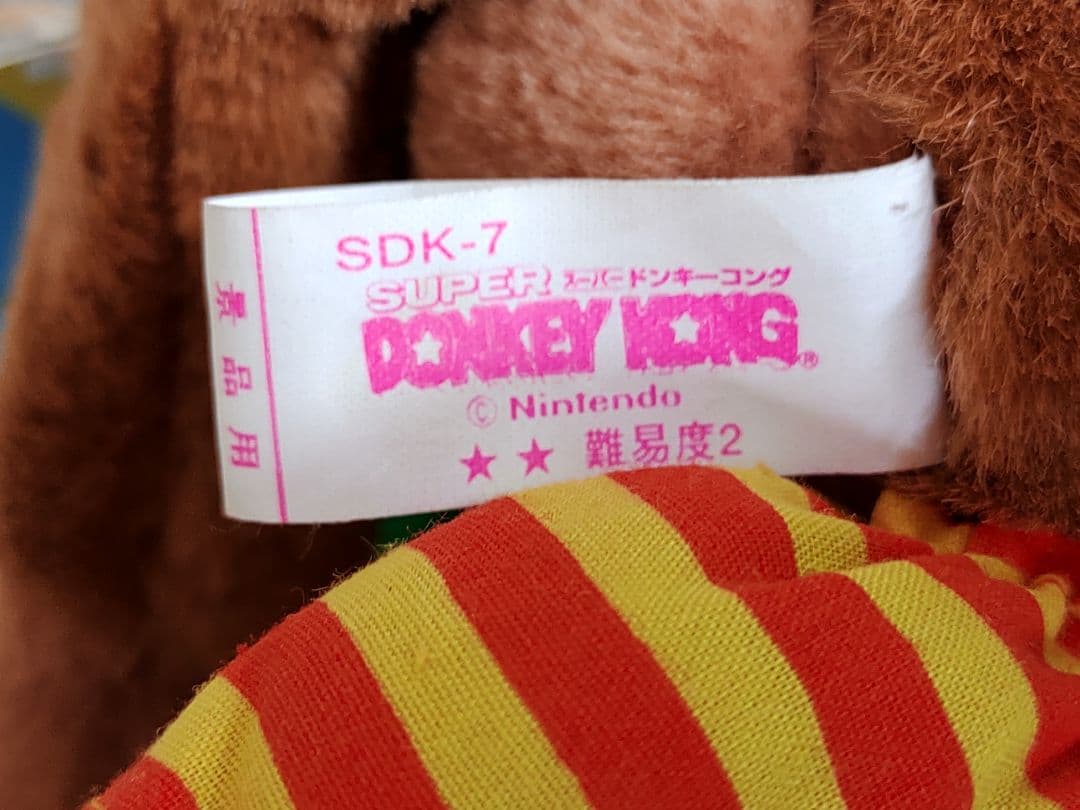 景品用
SDK-7
SUPER スーパードンキーコング
DONKEY KONG®
© Nintendo
★★ 難易度2